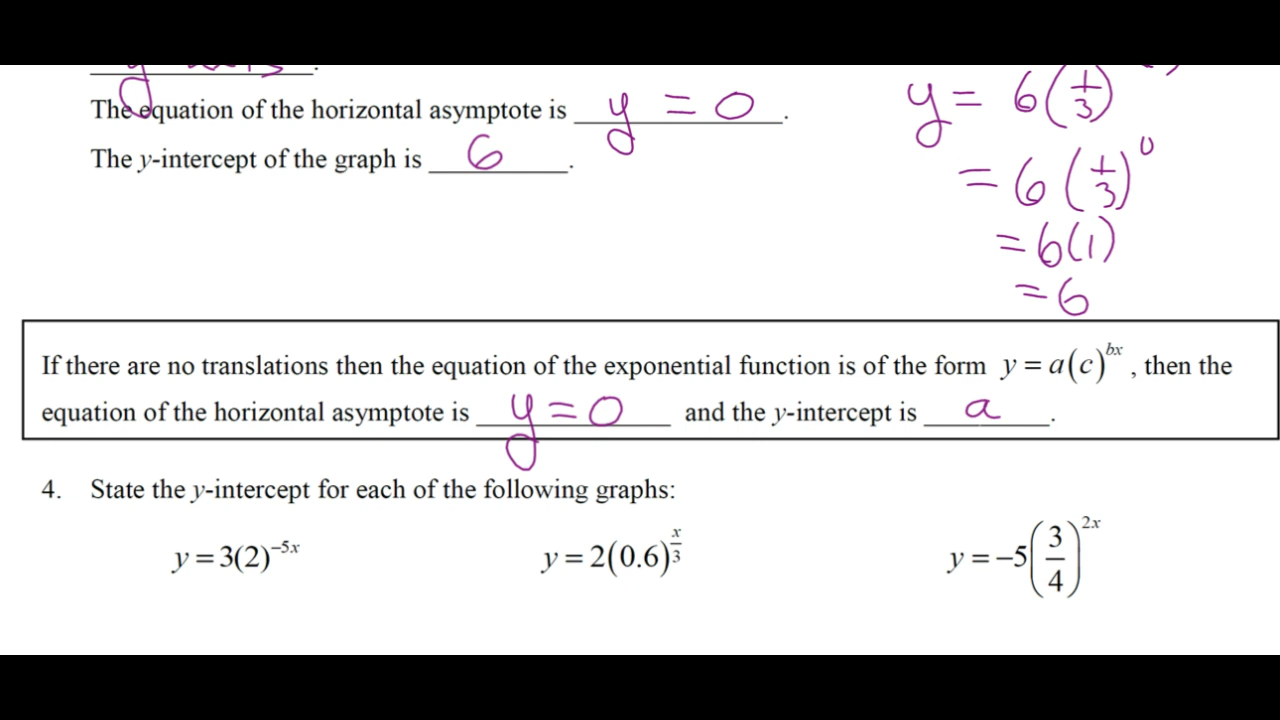 The equation of the horizontal asymptote is y = 0.
The y-intercept of the graph is 6.
y = 6(1/3)
= 6(1/3)^0
= 6(1)
= 6
If there are no translations then the equation of the exponential function is of the form y = a(c)^bx, then the
equation of the horizontal asymptote is y = 0 and the y-intercept is a.
4. State the y-intercept for each of the following graphs:
y = 3(2)^−5x y = 2(0.6)^x/3 y = −5(3/4)^2x